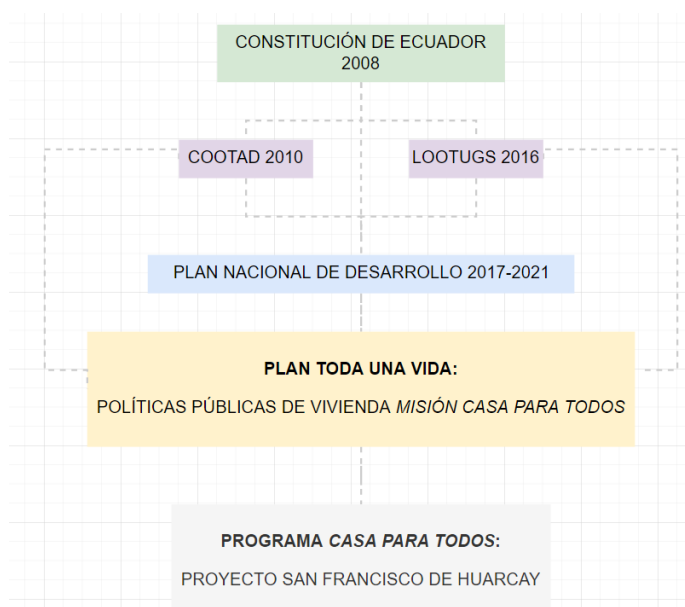 CONSTITUCIÓN DE ECUADOR
2008
COOTAD 2010
LOOTUGS 2016
PLAN NACIONAL DE DESARROLLO 2017-2021
PLAN TODA UNA VIDA:
POLÍTICAS PÚBLICAS DE VIVIENDA MISIÓN CASA PARA TODOS
PROGRAMA CASA PARA TODOS:
PROYECTO SAN FRANCISCO DE HUARCAY